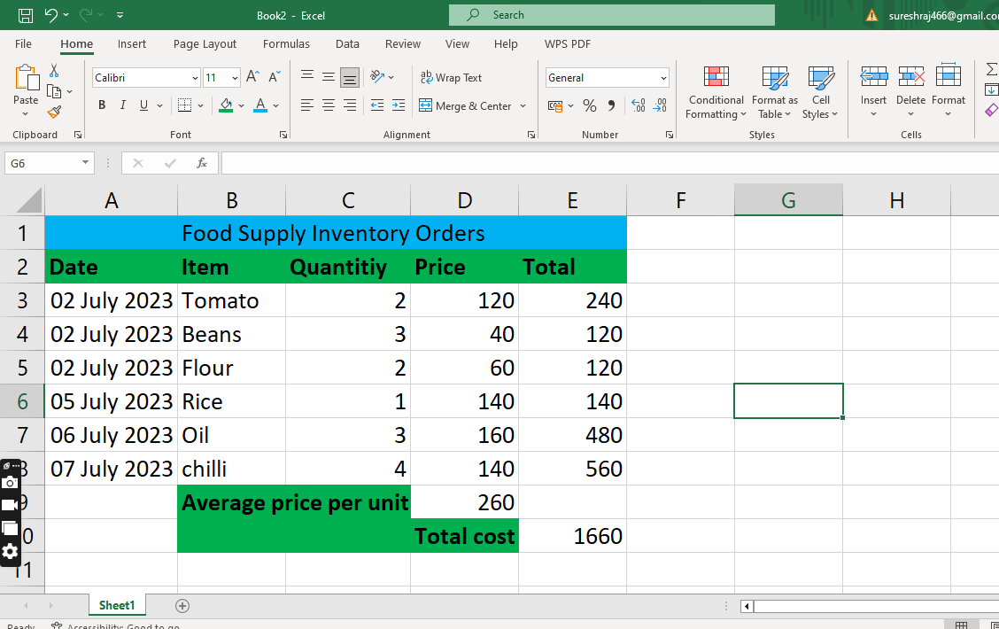 Book2 - Excel
Search
sureshraj466@gmail.co
File Home Insert Page Layout Formulas Data Review View Help WPS PDF
Paste
Calibri 11
B I U
ab Wrap Text
Merge & Center
General
% 9
Conditional Formatting
Format as Table
Cell Styles
Insert Delete Format
Clipboard Font Alignment Number Styles Cells
G6 fx
A B C D E F G H
1 Food Supply Inventory Orders
2 Date Item Quantitiy Price Total
3 02 July 2023 Tomato 2 120 240
4 02 July 2023 Beans 3 40 120
5 02 July 2023 Flour 2 60 120
6 05 July 2023 Rice 1 140 140
7 06 July 2023 Oil 3 160 480
8 07 July 2023 chilli 4 140 560
9 Average price per unit 260
0 Total cost 1660
11
Sheet1
Ready Accessibility: Good to go